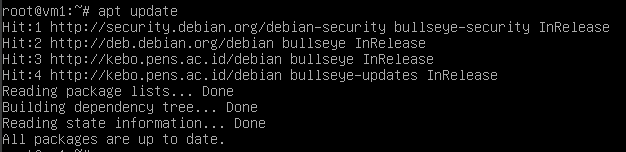 root@vm1:~# apt update
Hit:1 http://security.debian.org/debian-security bullseye-security InRelease
Hit:2 http://deb.debian.org/debian bullseye InRelease
Hit:3 http://kebo.pens.ac.id/debian bullseye InRelease
Hit:4 http://kebo.pens.ac.id/debian bullseye-updates InRelease
Reading package lists... Done
Building dependency tree... Done
Reading state information... Done
All packages are up to date.